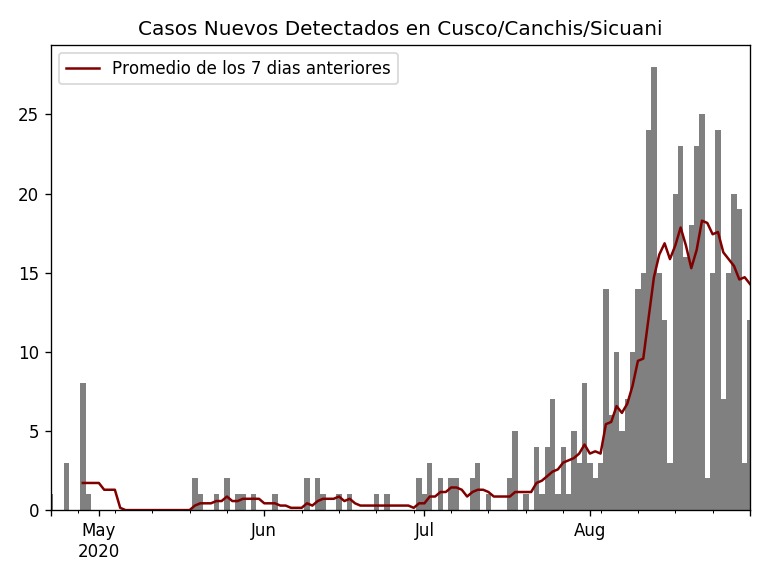 Casos Nuevos Detectados en Cusco/Canchis/Sicuani
Promedio de los 7 dias anteriores
25
20
15
10
5
0
May Jun Jul Aug
2020